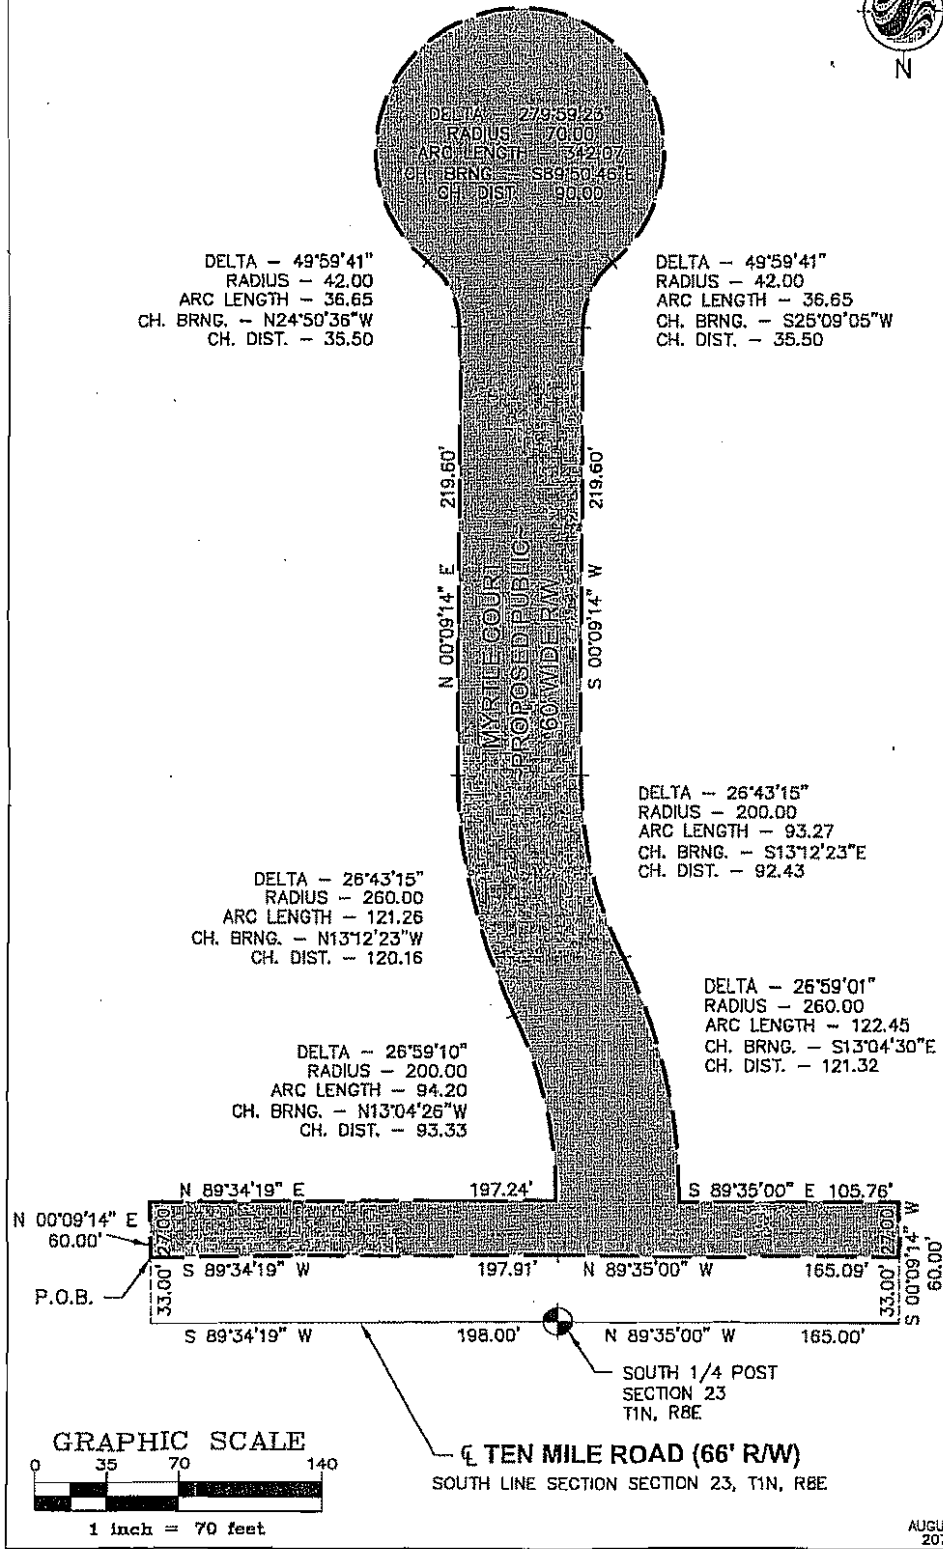 N
DELTA — 279°59'23"
RADIUS — 70.00
ARC LENGTH — 342.07
CH. BRNG. — S89°50'46"E
CH. DIST. — 90.00
DELTA — 49°59'41"
RADIUS — 42.00
ARC LENGTH — 36.65
CH. BRNG. — N24°50'36"W
CH. DIST. — 35.50
DELTA — 49°59'41"
RADIUS — 42.00
ARC LENGTH — 36.65
CH. BRNG. — S25°09'05"W
CH. DIST. — 35.50
N 00°09'14" E 219.60'
MYRTLE COURT
PROPOSED PUBLIC
60' WIDE R/W
S 00°09'14" W 219.60'
DELTA — 26°43'15"
RADIUS — 200.00
ARC LENGTH — 93.27
CH. BRNG. — S13°12'23"E
CH. DIST. — 92.43
DELTA — 26°43'15"
RADIUS — 260.00
ARC LENGTH — 121.26
CH. BRNG. — N13°12'23"W
CH. DIST. — 120.16
DELTA — 26°59'01"
RADIUS — 260.00
ARC LENGTH — 122.45
CH. BRNG. — S13°04'30"E
CH. DIST. — 121.32
DELTA — 26°59'10"
RADIUS — 200.00
ARC LENGTH — 94.20
CH. BRNG. — N13°04'26"W
CH. DIST. — 93.33
N 89°34'19" E 197.24'
S 89°35'00" E 105.76'
N 00°09'14" E
60.00'
27.00'
27.00'
S 00°09'14" W
60.00'
S 89°34'19" W 197.91'
N 89°35'00" W 165.09'
P.O.B.
33.00'
33.00'
S 89°34'19" W 198.00'
N 89°35'00" W 165.00'
SOUTH 1/4 POST
SECTION 23
T1N, R8E
GRAPHIC SCALE
0 35 70 140
1 inch = 70 feet
℄ TEN MILE ROAD (66' R/W)
SOUTH LINE SECTION SECTION 23, T1N, R8E
AUGU
207